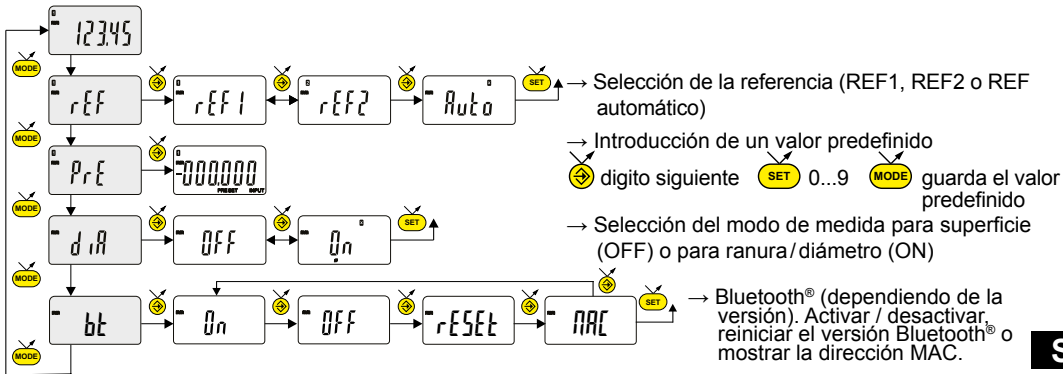 123.45
MODE
rEF
rEF1
rEF2
Auto
SET
→ Selección de la referencia (REF1, REF2 o REF
automático)
MODE
PrE
-000.000
PRESET INPUT
→ Introducción de un valor predefinido
digito siguiente SET 0...9 MODE guarda el valor
predefinido
MODE
diA
OFF
On
SET
→ Selección del modo de medida para superficie
(OFF) o para ranura/diámetro (ON)
MODE
bt
On
OFF
rESEt
MAC
SET
→ Bluetooth® (dependiendo de la
versión). Activar / desactivar,
reiniciar el versión Bluetooth® o
mostrar la dirección MAC.
MODE
S